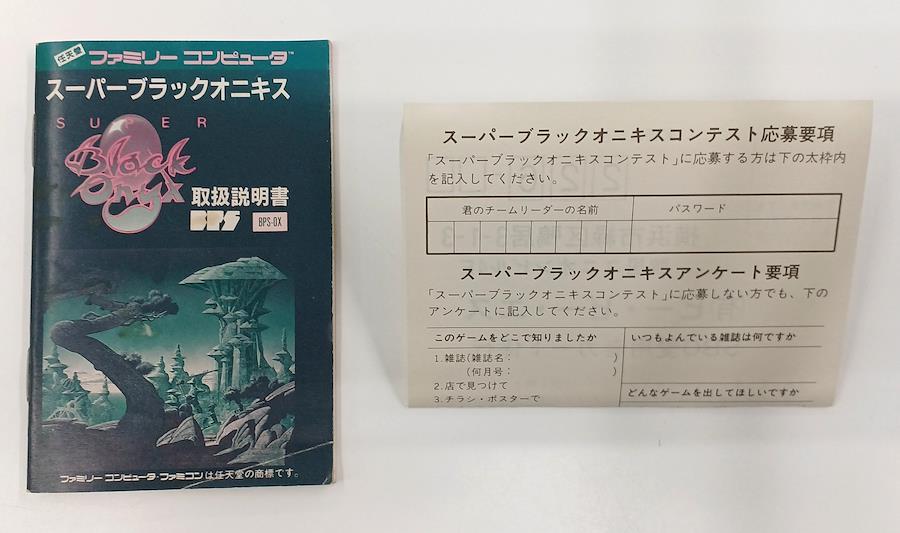 任天堂
ファミリー コンピュータ™
スーパーブラックオニキス
SUPER
Black
Onyx
取扱説明書
BPS
BPS-OX
ファミリー コンピュータ・ファミコンは任天堂の商標です。
スーパーブラックオニキスコンテスト応募要項
「スーパーブラックオニキスコンテスト」に応募する方は下の太枠内
を記入してください。
君のチームリーダーの名前
パスワード
スーパーブラックオニキスアンケート要項
「スーパーブラックオニキスコンテスト」に応募しない方でも、下の
アンケートに記入してください。
このゲームをどこで知りましたか
1.雑誌(雑誌名: )
(何月号: )
2.店で見つけて
3.チラシ・ポスターで
いつもよんでいる雑誌は何ですか
どんなゲームを出してほしいですか